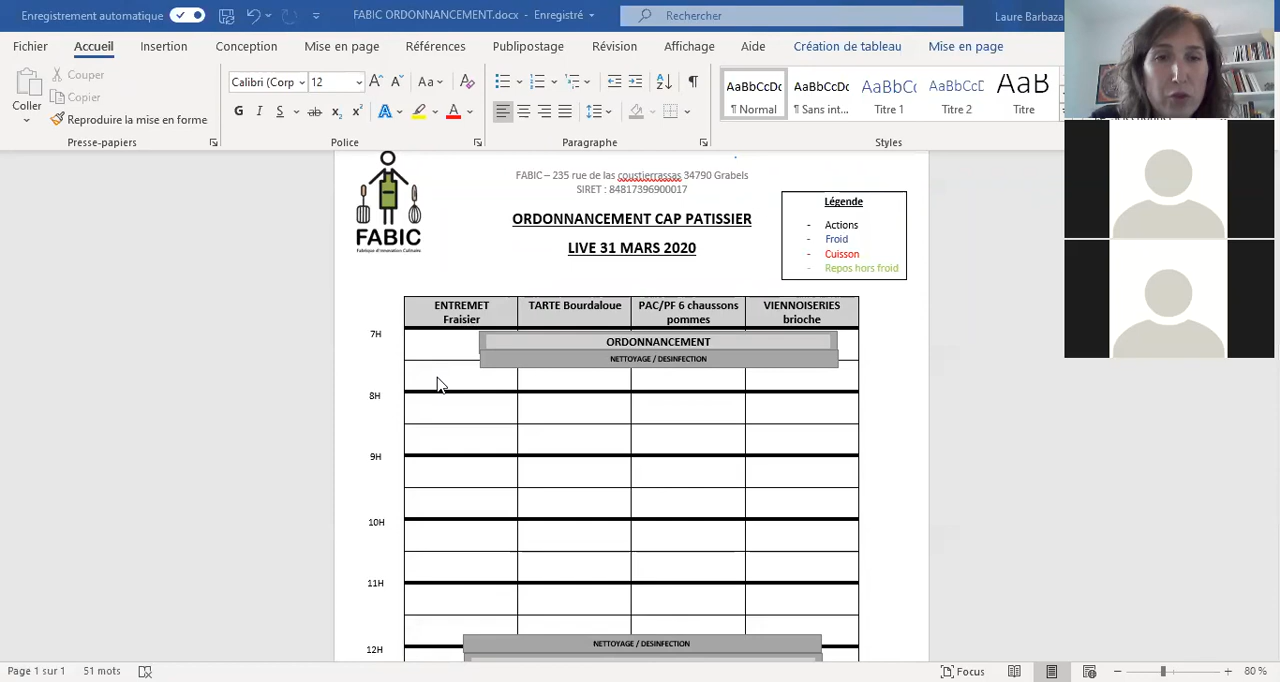 Enregistrement automatique
FABIC ORDONNANCEMENT.docx - Enregistré
Rechercher
Laure Barbaza
Fichier Accueil Insertion Conception Mise en page Références Publipostage Révision Affichage Aide Création de tableau Mise en page
Coller
Couper
Copier
Reproduire la mise en forme
Presse-papiers
Calibri (Corp 12
Police
Paragraphe
AaBbCcDc AaBbCcDc AaBbCc AaBbCcD AaB
¶ Normal ¶ Sans int... Titre 1 Titre 2 Titre
Styles
FABIC
Fabrique d'Innovation Culinaire
FABIC – 235 rue de las coustierrassas 34790 Grabels
SIRET : 84817396900017
ORDONNANCEMENT CAP PATISSIER
LIVE 31 MARS 2020
Légende
- Actions
- Froid
- Cuisson
- Repos hors froid
ENTREMET Fraisier
TARTE Bourdaloue
PAC/PF 6 chaussons pommes
VIENNOISERIES brioche
7H
ORDONNANCEMENT
NETTOYAGE / DESINFECTION
8H
9H
10H
11H
NETTOYAGE / DESINFECTION
12H
Page 1 sur 1 51 mots
Focus
80 %